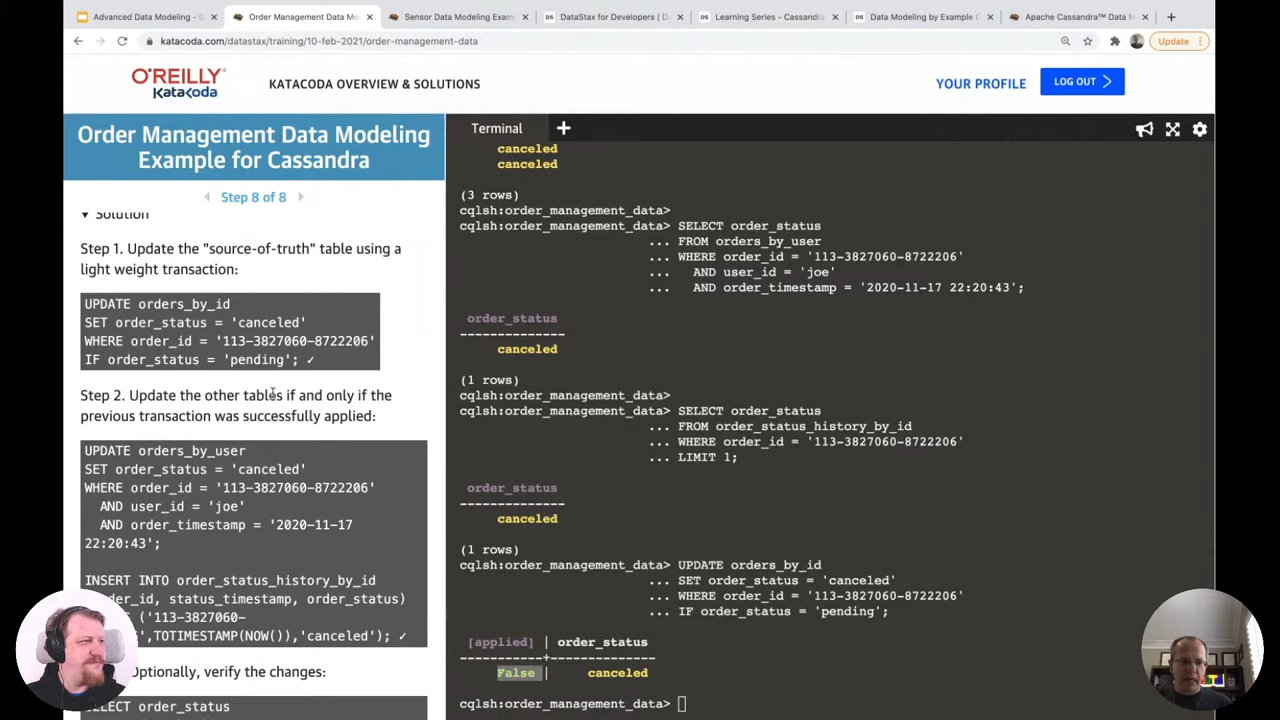 Advanced Data Modeling - G
Order Management Data Mo
Sensor Data Modeling Exam
DataStax for Developers | D
Learning Series - Cassandra
Data Modeling by Example C
Apache Cassandra™ Data M
katacoda.com/datastax/training/10-feb-2021/order-management-data
Update
O'REILLY
KATACODA
KATACODA OVERVIEW & SOLUTIONS
YOUR PROFILE
LOG OUT
Order Management Data Modeling
Example for Cassandra
Step 8 of 8
Solution
Step 1. Update the "source-of-truth" table using a
light weight transaction:
UPDATE orders_by_id
SET order_status = 'canceled'
WHERE order_id = '113-3827060-8722206'
IF order_status = 'pending'; ✓
Step 2. Update the other tables if and only if the
previous transaction was successfully applied:
UPDATE orders_by_user
SET order_status = 'canceled'
WHERE order_id = '113-3827060-8722206'
AND user_id = 'joe'
AND order_timestamp = '2020-11-17
22:20:43';
INSERT INTO order_status_history_by_id
er_id, status_timestamp, order_status)
('113-3827060-
',TOTIMESTAMP(NOW()),'canceled'); ✓
Optionally, verify the changes:
SELECT order_status
Terminal
canceled
canceled
(3 rows)
cqlsh:order_management_data>
cqlsh:order_management_data> SELECT order_status
... FROM orders_by_user
... WHERE order_id = '113-3827060-8722206'
... AND user_id = 'joe'
... AND order_timestamp = '2020-11-17 22:20:43';
order_status
--------------
canceled
(1 rows)
cqlsh:order_management_data>
cqlsh:order_management_data> SELECT order_status
... FROM order_status_history_by_id
... WHERE order_id = '113-3827060-8722206'
... LIMIT 1;
order_status
--------------
canceled
(1 rows)
cqlsh:order_management_data> UPDATE orders_by_id
... SET order_status = 'canceled'
... WHERE order_id = '113-3827060-8722206'
... IF order_status = 'pending';
[applied] | order_status
-----------+--------------
False | canceled
cqlsh:order_management_data>